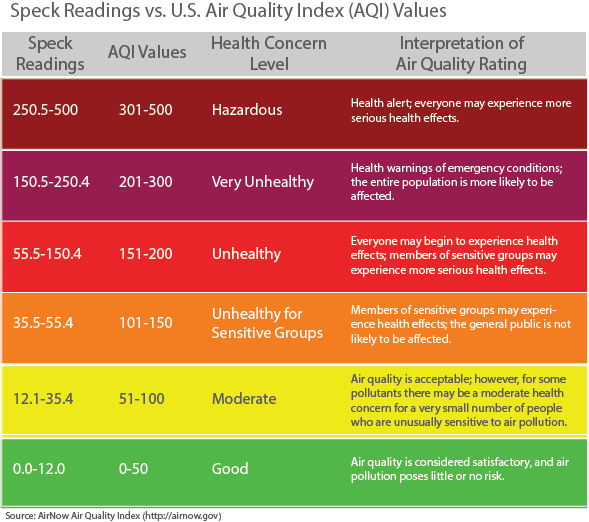 Speck Readings vs. U.S. Air Quality Index (AQI) Values
Speck
Readings
AQI Values
Health Concern
Level
Interpretation of
Air Quality Rating
250.5-500
301-500
Hazardous
Health alert; everyone may experience more
serious health effects.
150.5-250.4
201-300
Very Unhealthy
Health warnings of emergency conditions;
the entire population is more likely to be
affected.
55.5-150.4
151-200
Unhealthy
Everyone may begin to experience health
effects; members of sensitive groups may
experience more serious health effects.
35.5-55.4
101-150
Unhealthy for
Sensitive Groups
Members of sensitive groups may experi-
ence health effects; the general public is not
likely to be affected.
12.1-35.4
51-100
Moderate
Air quality is acceptable; however, for some
pollutants there may be a moderate health
concern for a very small number of people
who are unusually sensitive to air pollution.
0.0-12.0
0-50
Good
Air quality is considered satisfactory, and air
pollution poses little or no risk.
Source: AirNow Air Quality Index (http://airnow.gov)